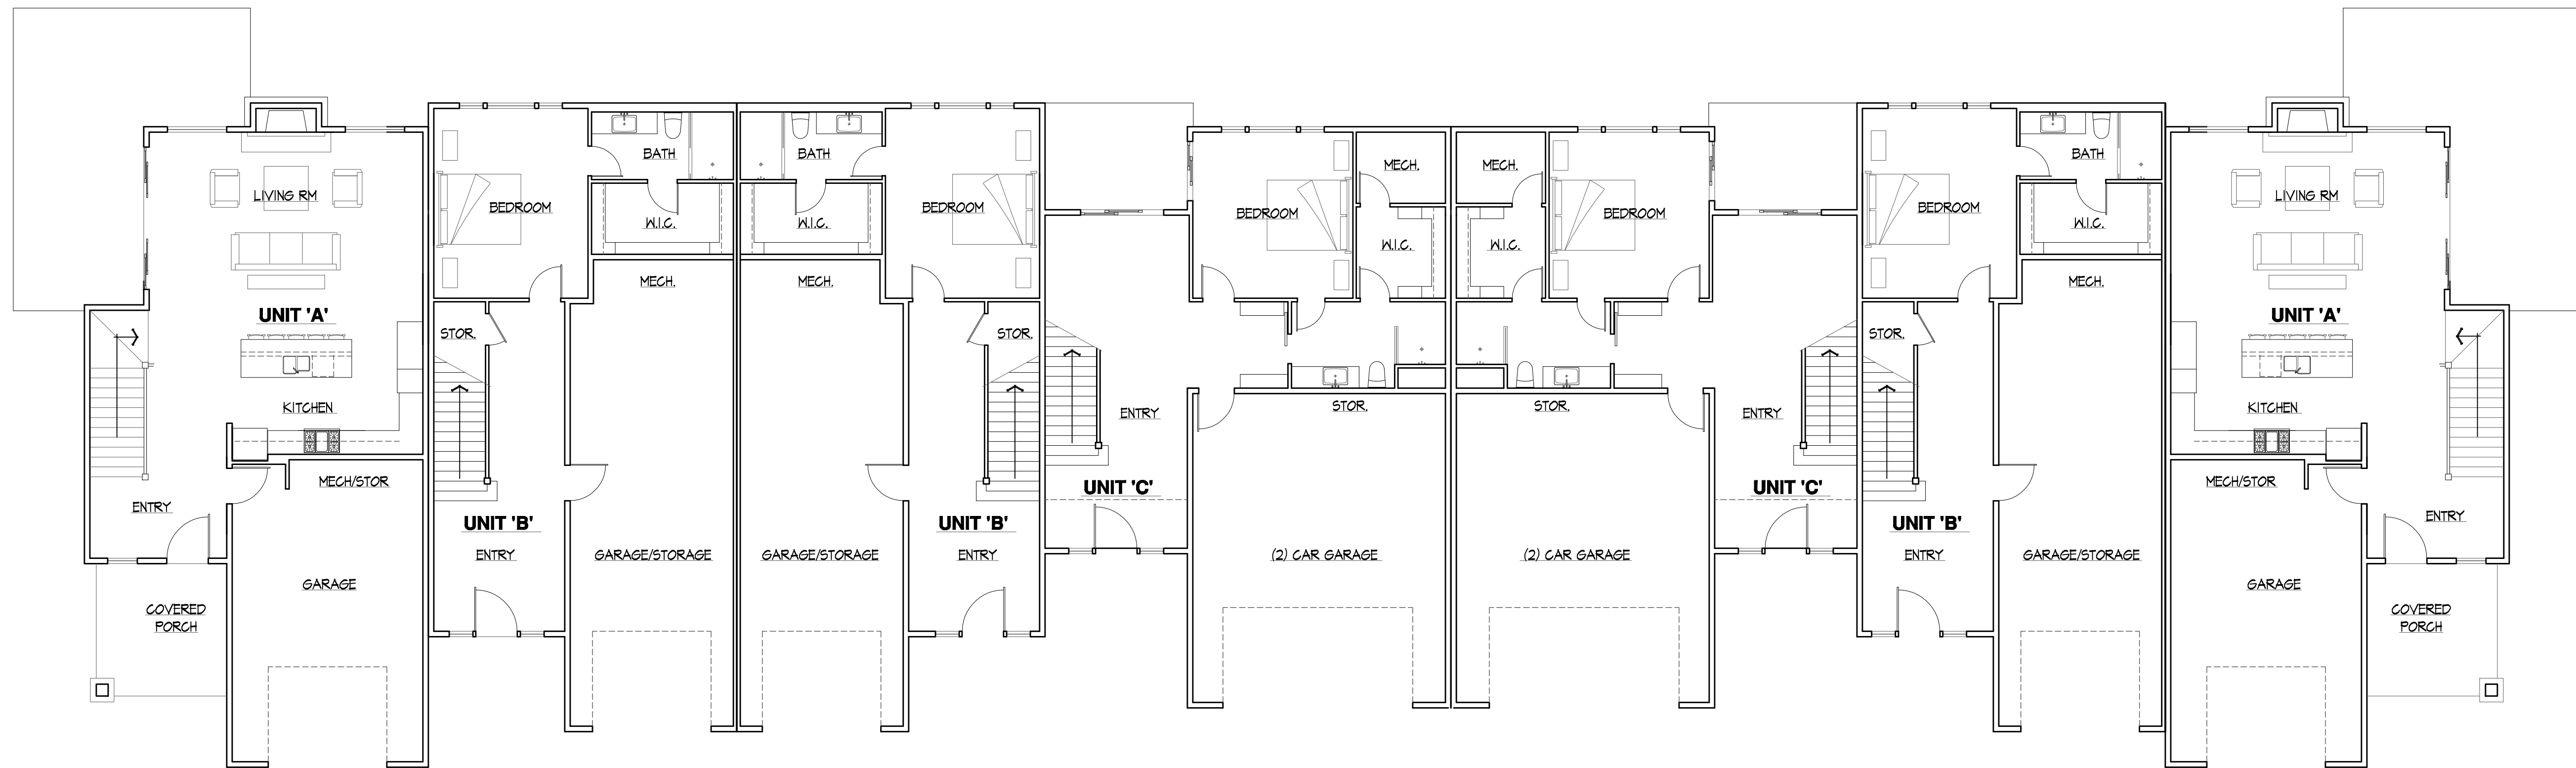 BATH
BATH
BATH
MECH.
MECH.
LIVING RM
BEDROOM
W.I.C.
W.I.C.
BEDROOM
BEDROOM
W.I.C.
W.I.C.
BEDROOM
BEDROOM
W.I.C.
LIVING RM
MECH.
MECH.
MECH.
UNIT 'A'
STOR.
STOR.
STOR.
UNIT 'A'
KITCHEN
ENTRY
STOR.
STOR.
ENTRY
KITCHEN
MECH/STOR
UNIT 'C'
UNIT 'C'
MECH/STOR
ENTRY
UNIT 'B'
UNIT 'B'
UNIT 'B'
ENTRY
ENTRY
GARAGE/STORAGE
GARAGE/STORAGE
ENTRY
(2) CAR GARAGE
(2) CAR GARAGE
ENTRY
GARAGE/STORAGE
GARAGE
GARAGE
COVERED
PORCH
COVERED
PORCH